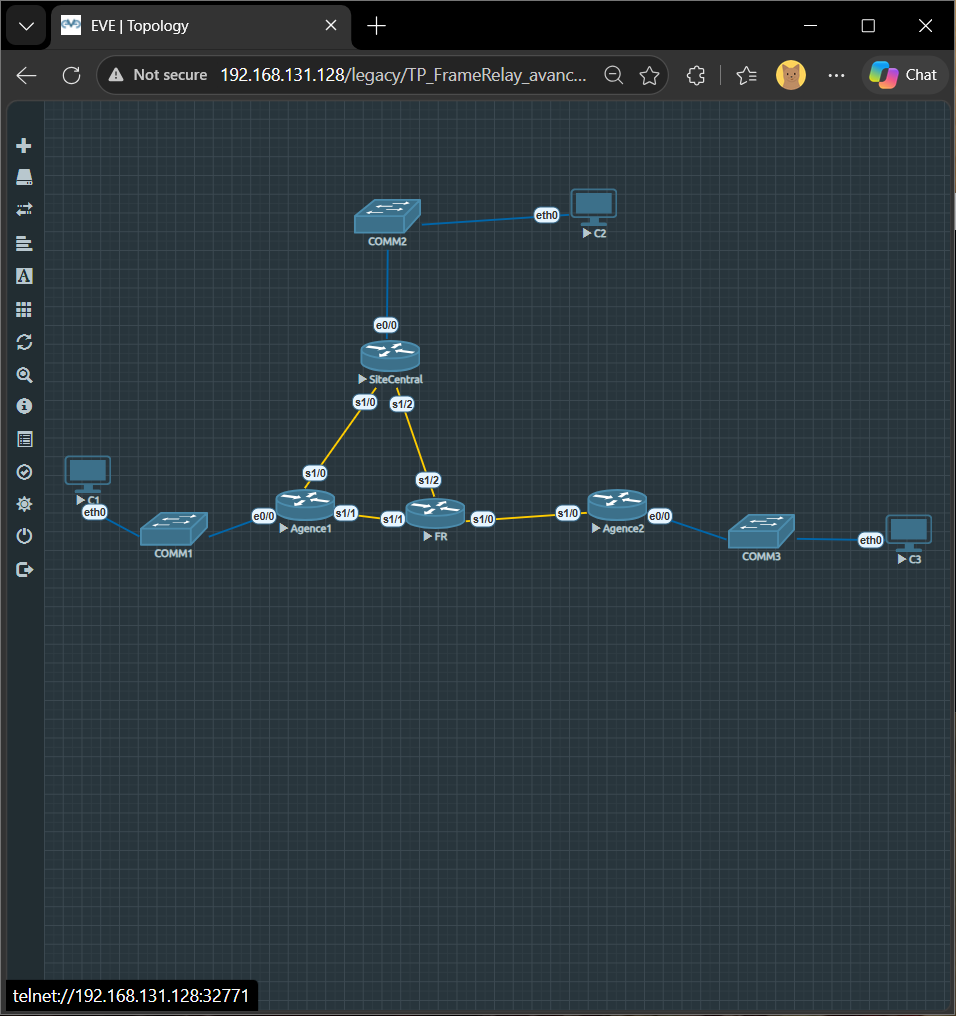 EVE | Topology
Not secure 192.168.131.128/legacy/TP_FrameRelay_avanc...
Chat
A
eth0
C2
COMM2
e0/0
SiteCentral
s1/0
s1/2
s1/0
s1/2
C1
eth0
COMM1
e0/0
Agence1
s1/1
s1/1
FR
s1/0
s1/0
Agence2
e0/0
COMM3
eth0
C3
telnet://192.168.131.128:32771